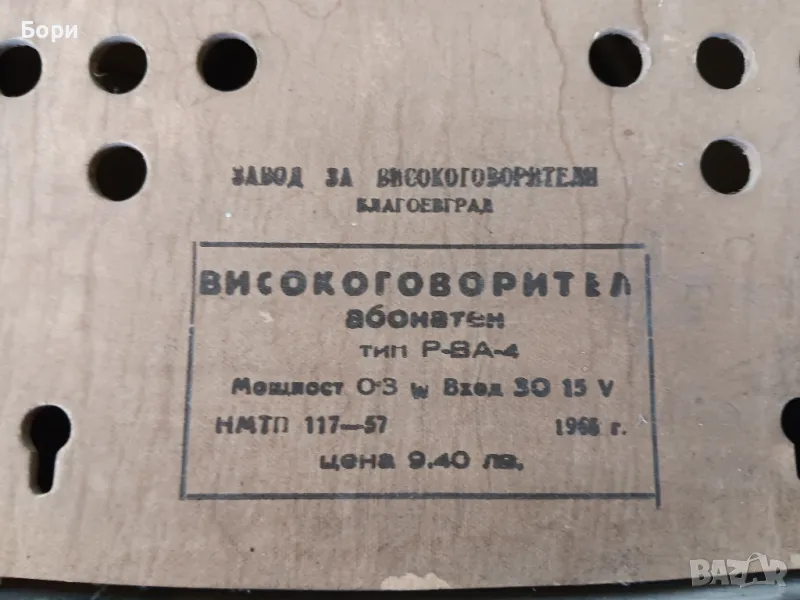 Бори
ЗАВОД ЗА ВИСОКОГОВОРИТЕЛИ
БЛАГОЕВГРАД
ВИСОКОГОВОРИТЕЛ
абонатен
тип Р-ВА-4
Мощност 0·3 w Вход 30 15 V
НМТП 117—57 г.
цена 9.40 лв.
BAZAR